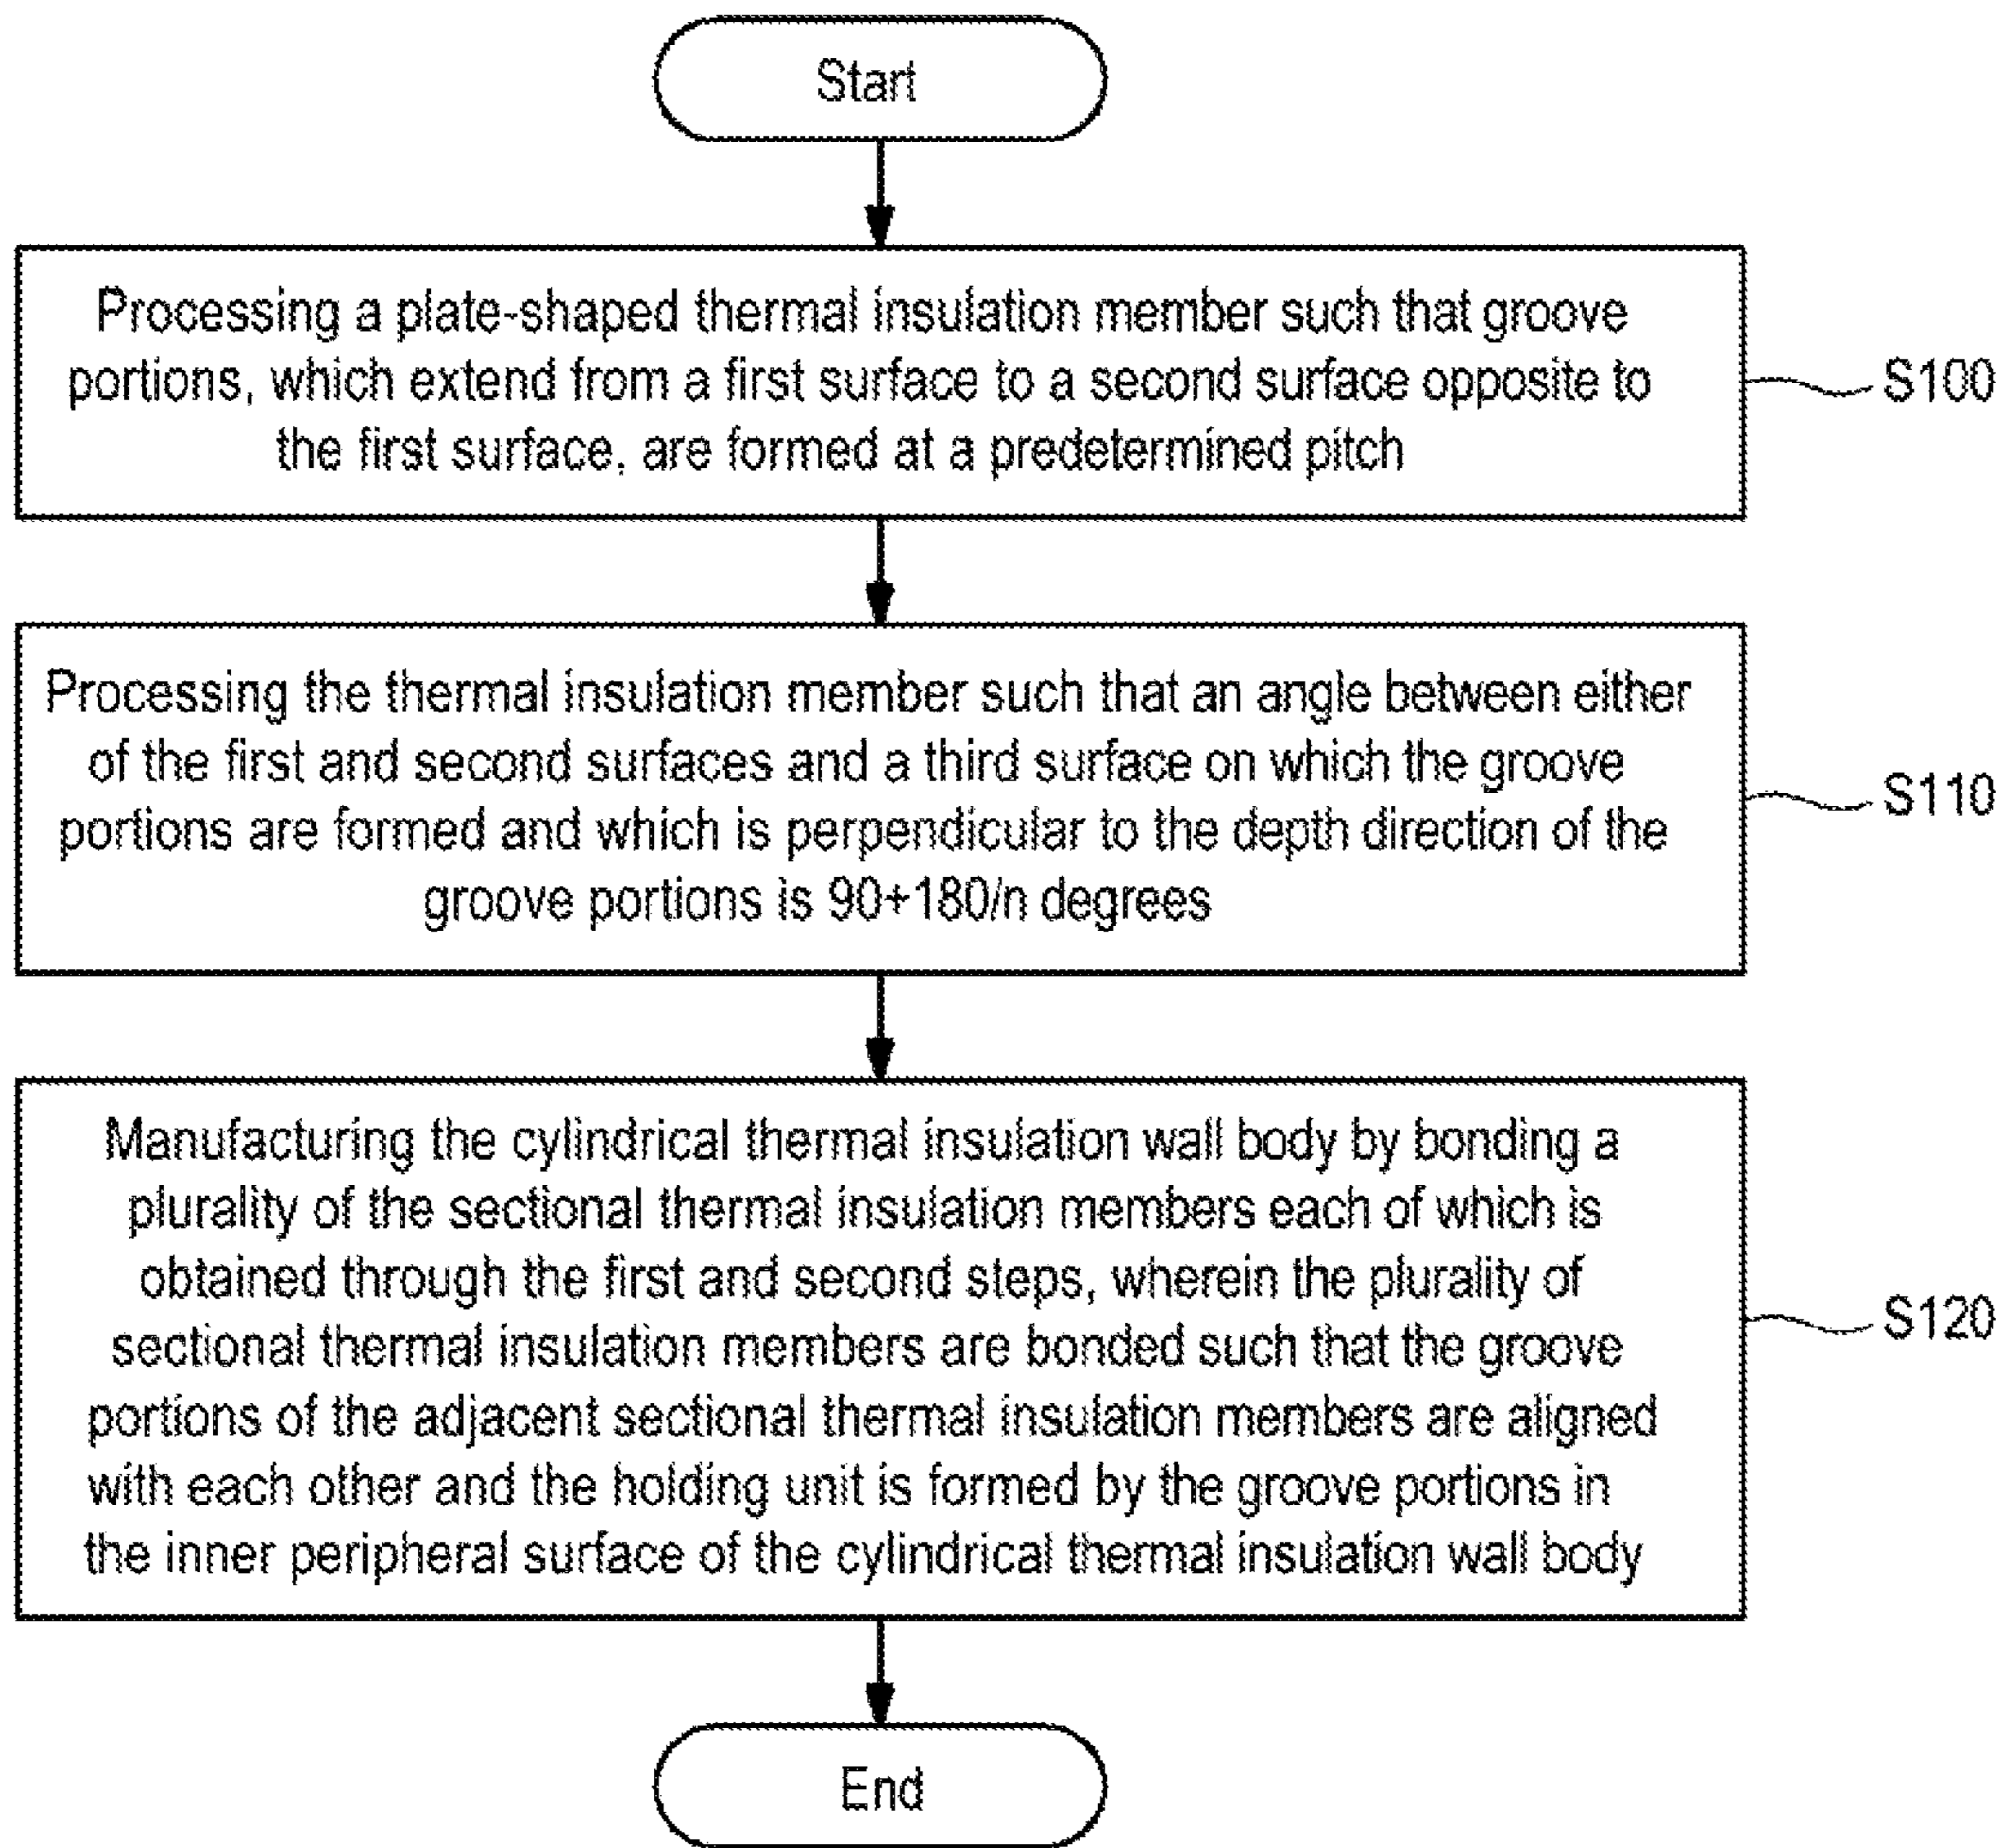 Start
Processing a plate-shaped thermal insulation member such that groove
portions, which extend from a first surface to a second surface opposite to
the first surface, are formed at a predetermined pitch
S100
Processing the thermal insulation member such that an angle between either
of the first and second surfaces and a third surface on which the groove
portions are formed and which is perpendicular to the depth direction of the
groove portions is 90+180/n degrees
S110
Manufacturing the cylindrical thermal insulation wall body by bonding a
plurality of the sectional thermal insulation members each of which is
obtained through the first and second steps, wherein the plurality of
sectional thermal insulation members are bonded such that the groove
portions of the adjacent sectional thermal insulation members are aligned
with each other and the holding unit is formed by the groove portions in
the inner peripheral surface of the cylindrical thermal insulation wall body
S120
End